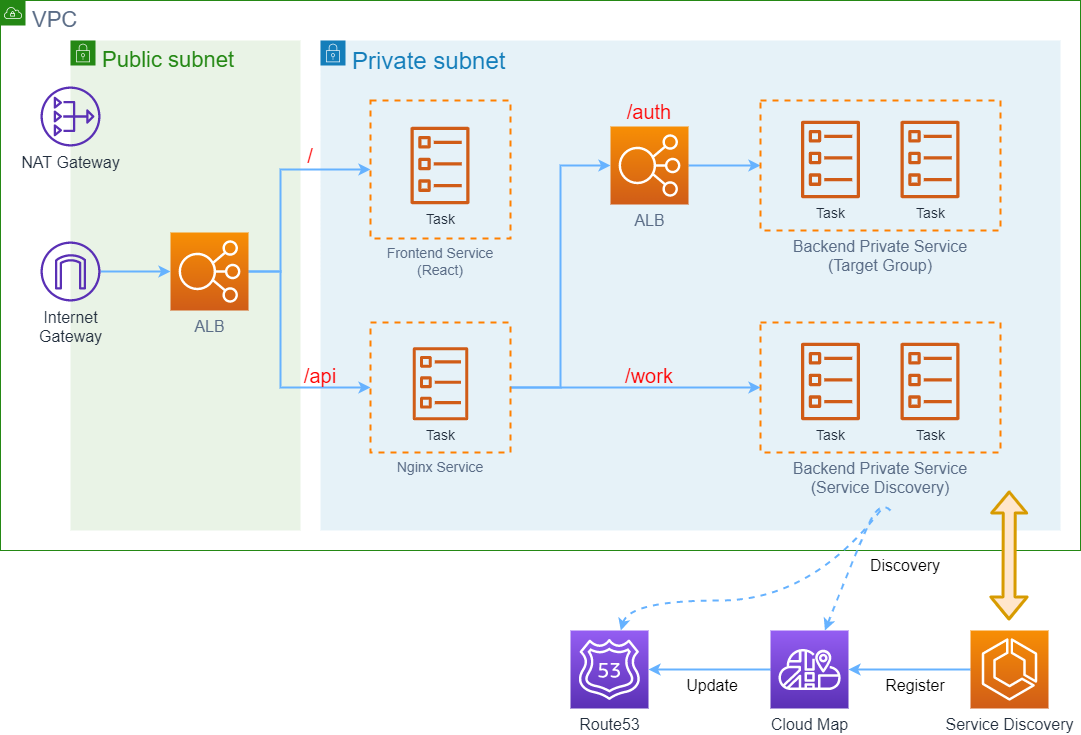 VPC
Public subnet
Private subnet
NAT Gateway
Internet
Gateway
ALB
/
/api
Task
Frontend Service
(React)
Task
Nginx Service
/auth
ALB
/work
Task
Task
Backend Private Service
(Target Group)
Task
Task
Backend Private Service
(Service Discovery)
Discovery
53
Route53
Update
Cloud Map
Register
Service Discovery